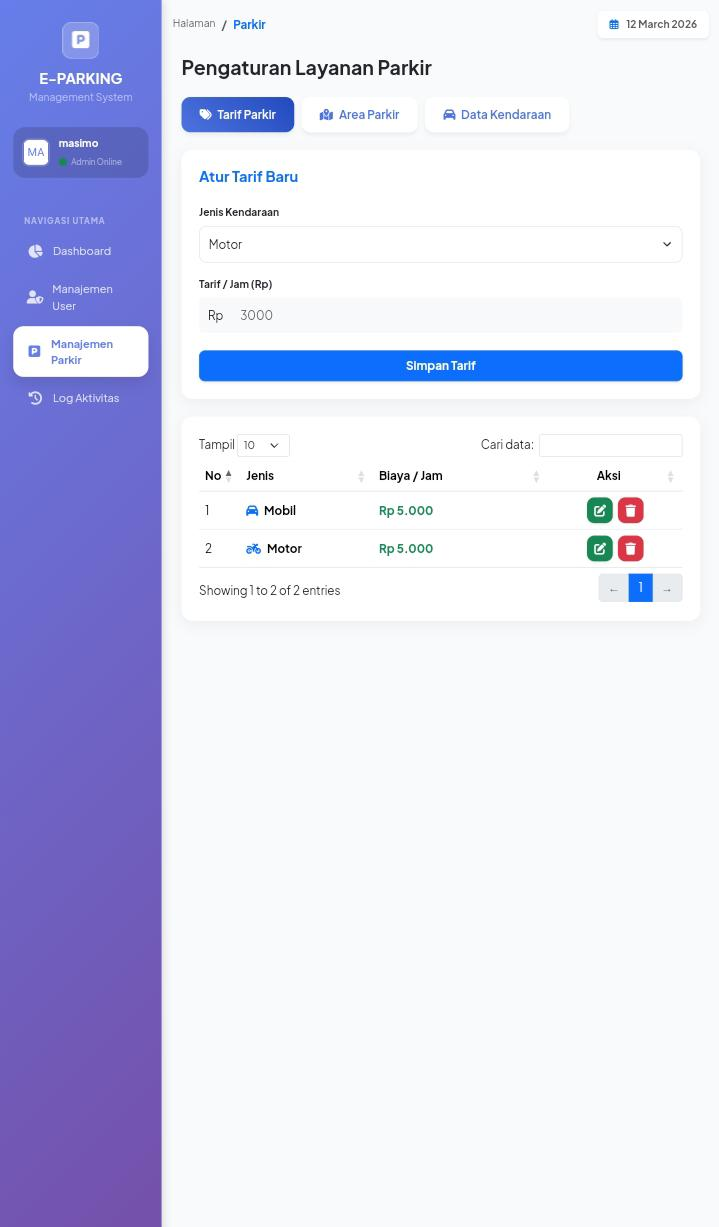 E-PARKING
Management System
MA
masimo
Admin Online
NAVIGASI UTAMA
Dashboard
Manajemen
User
Manajemen
Parkir
Log Aktivitas
Halaman / Parkir
12 March 2026
Pengaturan Layanan Parkir
Tarif Parkir Area Parkir Data Kendaraan
Atur Tarif Baru
Jenis Kendaraan
Motor
Tarif / Jam (Rp)
Rp 3000
Simpan Tarif
Tampil 10 Cari data:
No Jenis Biaya / Jam Aksi
1 Mobil Rp 5.000
2 Motor Rp 5.000
Showing 1 to 2 of 2 entries ← 1 →